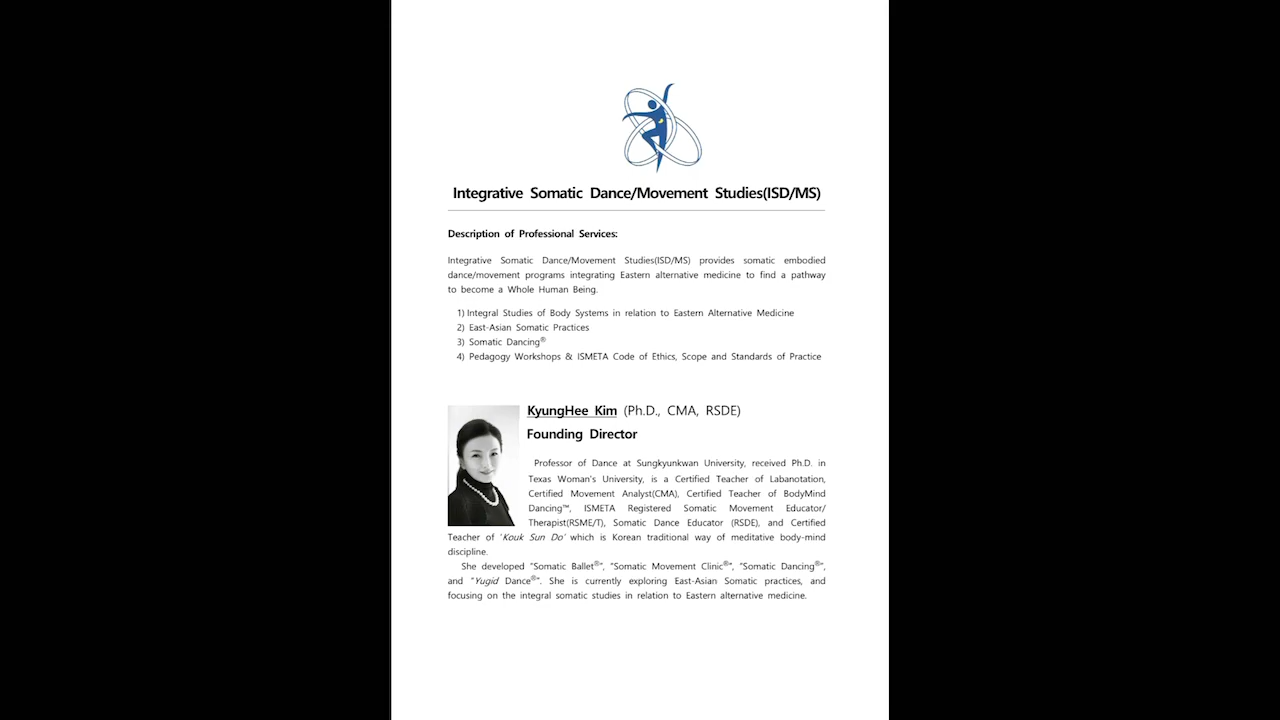 Integrative Somatic Dance/Movement Studies(ISD/MS)
Description of Professional Services:
Integrative Somatic Dance/Movement Studies(ISD/MS) provides somatic embodied
dance/movement programs integrating Eastern alternative medicine to find a pathway
to become a Whole Human Being.
1) Integral Studies of Body Systems in relation to Eastern Alternative Medicine
2) East-Asian Somatic Practices
3) Somatic Dancing®
4) Pedagogy Workshops & ISMETA Code of Ethics, Scope and Standards of Practice
KyungHee Kim (Ph.D., CMA, RSDE)
Founding Director
Professor of Dance at Sungkyunkwan University, received Ph.D. in
Texas Woman's University, is a Certified Teacher of Labanotation,
Certified Movement Analyst(CMA), Certified Teacher of BodyMind
Dancing™, ISMETA Registered Somatic Movement Educator/
Therapist(RSME/T), Somatic Dance Educator (RSDE), and Certified
Teacher of 'Kouk Sun Do' which is Korean traditional way of meditative body-mind
discipline.
She developed "Somatic Ballet®", "Somatic Movement Clinic®", "Somatic Dancing®",
and "Yugid Dance®". She is currently exploring East-Asian Somatic practices, and
focusing on the integral somatic studies in relation to Eastern alternative medicine.